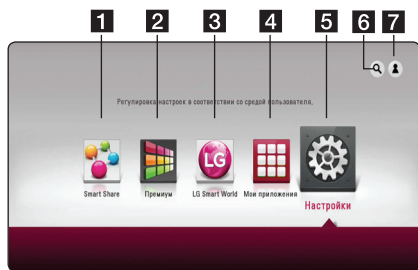 1 2 3 4 5 6 7
Регулировка настроек в соответствии со средой пользователя.
LG
Smart Share Премиум LG Smart World Мои приложения
Настройки